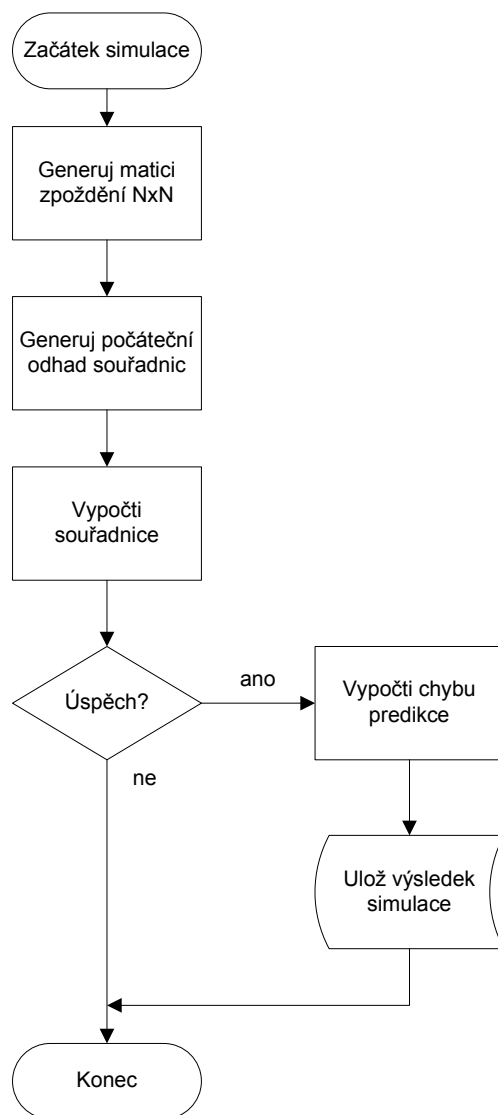 Začátek simulace
Generuj matici
zpoždění NxN
Generuj počáteční
odhad souřadnic
Vypočti
souřadnice
Úspěch?
ano
Vypočti chybu
predikce
ne
Ulož výsledek
simulace
Konec